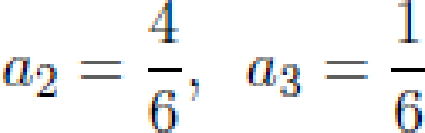 a₂ = 4/6, a₃ = 1/6